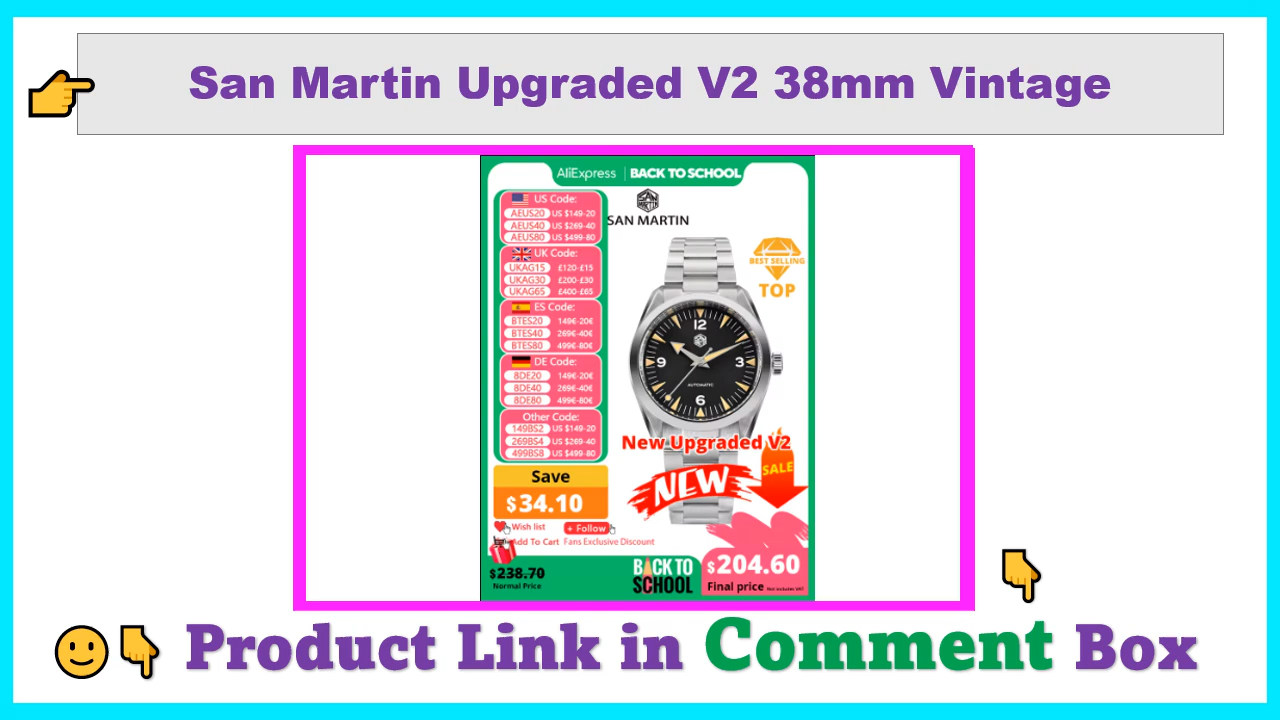 San Martin Upgraded V2 38mm Vintage
AliExpress | BACK TO SCHOOL
US Code:
AEUS20 US $149-20
AEUS40 US $269-40
AEUS80 US $499-80
UK Code:
UKAG15 £120-£15
UKAG30 £200-£30
UKAG65 £400-£65
ES Code:
BTES20 149€-20€
BTES40 269€-40€
BTES80 499€-80€
DE Code:
8DE20 149€-20€
8DE40 269€-40€
8DE80 499€-80€
Other Code:
149BS2 US $149-20
269BS4 US $269-40
499BS8 US $499-80
Save
$34.10
Wish list + Follow
Add To Cart Fans Exclusive Discount
$238.70
Normal Price
SAN MARTIN
SAN MARTIN
BEST SELLING
TOP
12
9 3
AUTOMATIC
6
New Upgraded V2
SALE
NEW
BACK TO
SCHOOL
$204.60
Final price Not includes VAT
Product Link in Comment Box